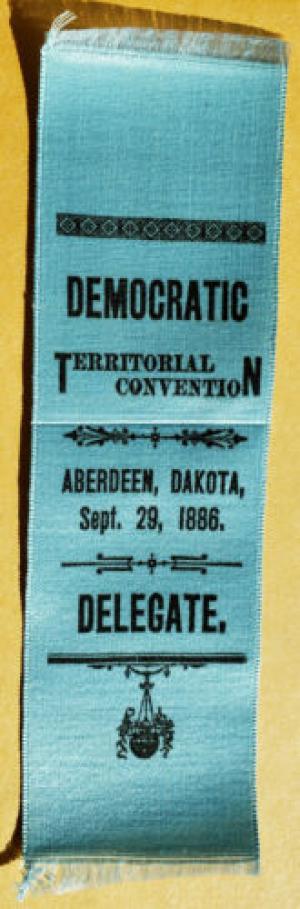 DEMOCRATIC
TERRITORIAL
CONVENTION
ABERDEEN, DAKOTA,
Sept. 29, 1886.
DELEGATE.